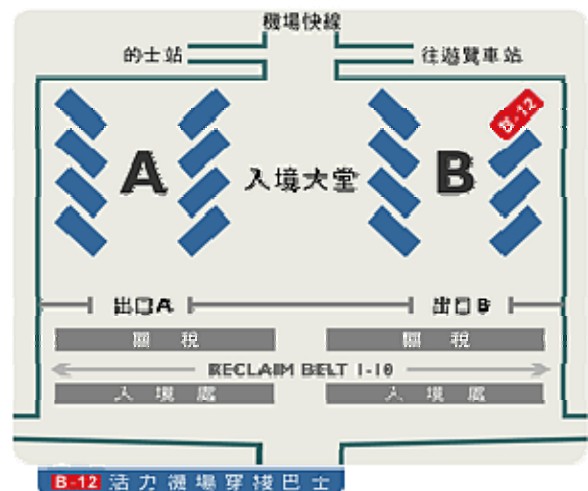 機場快線
的士站 往遊覽車站
B-12
A 入境大堂 B
出口A 出口B
關稅 關稅
RECLAIM BELT 1-10
入境處 入境處
B-12 活力機場穿梭巴士